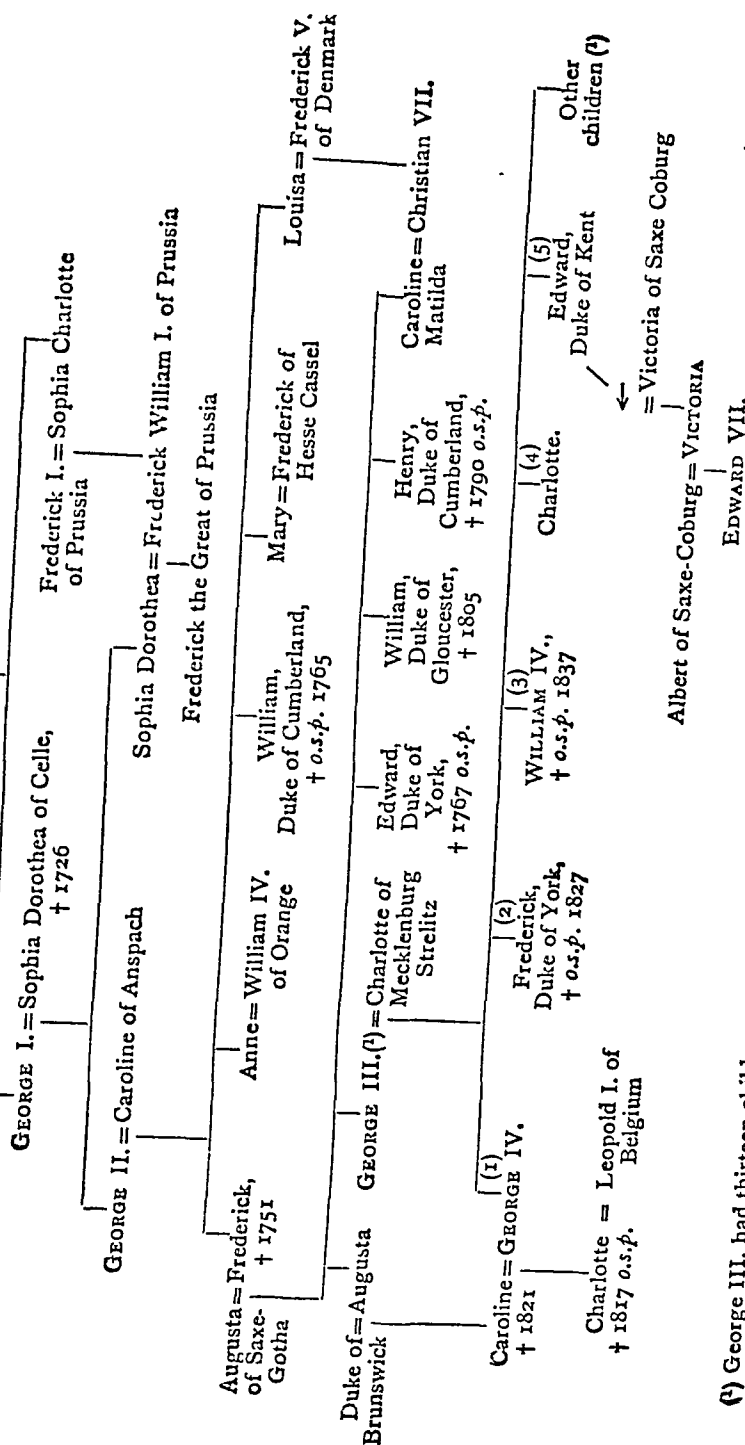 GEORGE I. = Sophia Dorothea of Celle,
† 1726
Frederick I. = Sophia Charlotte
of Prussia
GEORGE II. = Caroline of Anspach
Sophia Dorothea = Frederick William I. of Prussia
Frederick the Great of Prussia
Augusta = Frederick,
of Saxe- † 1751
Gotha
Anne = William IV.
of Orange
William,
Duke of Cumberland,
† o.s.p. 1765
Mary = Frederick of
Hesse Cassel
Louisa = Frederick V.
of Denmark
Duke of = Augusta
Brunswick
GEORGE III.(¹) = Charlotte of
Mecklenburg
Strelitz
Edward,
Duke of
York,
† 1767 o.s.p.
William,
Duke of
Gloucester,
† 1805
Henry,
Duke of
Cumberland,
† 1790 o.s.p.
Caroline = Christian VII.
Matilda
(1)
Caroline = GEORGE IV.
† 1821
(2)
Frederick,
Duke of York,
† o.s.p. 1827
(3)
WILLIAM IV.,
† o.s.p. 1837
(4)
Charlotte.
(5)
Edward,
Duke of Kent
Other
children (¹)
Charlotte = Leopold I. of
† 1817 o.s.p. Belgium
= Victoria of Saxe Coburg
Albert of Saxe-Coburg = VICTORIA
EDWARD VII.
(¹) George III. had thirteen